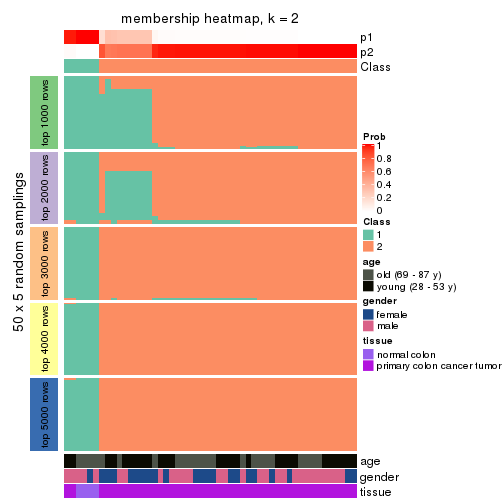 membership heatmap, k = 2
p1
p2
Class
50 x 5 random samplings
top 1000 rows
top 2000 rows
top 3000 rows
top 4000 rows
top 5000 rows
Prob
1
0.8
0.6
0.4
0.2
0
Class
1
2
age
old (69 - 87 y)
young (28 - 53 y)
gender
female
male
tissue
normal colon
primary colon cancer tumor
age
gender
tissue